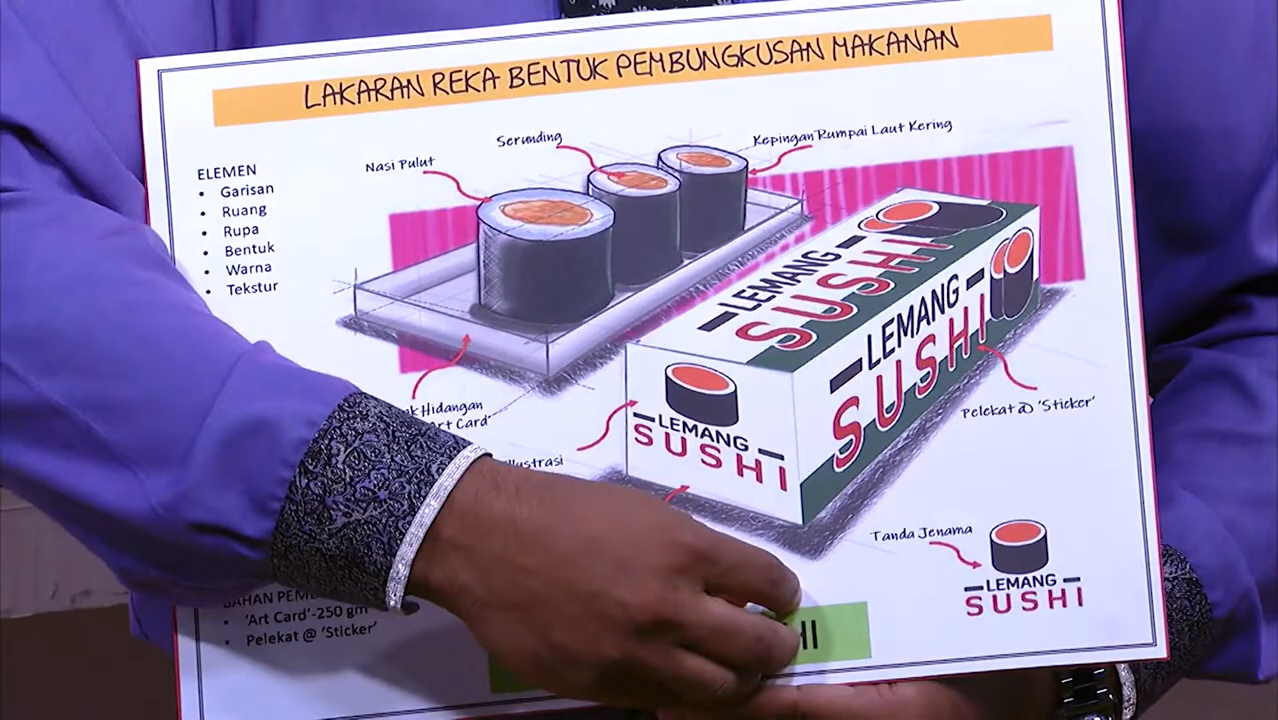 LAKARAN REKA BENTUK PEMBUNGKUSAN MAKANAN
ELEMEN
• Garisan
• Ruang
• Rupa
• Bentuk
• Warna
• Tekstur
Nasi Pulut
Serunding
Kepingan Rumpai Laut Kering
LEMANG
SUSHI
LEMANG
SUSHI
LEMANG
SUSHI
Hidangan
Art Card'
Pelekat @ 'Sticker'
Tanda Jenama
LEMANG
SUSHI
• 'Art Card'-250 gm
• Pelekat @ 'Sticker'